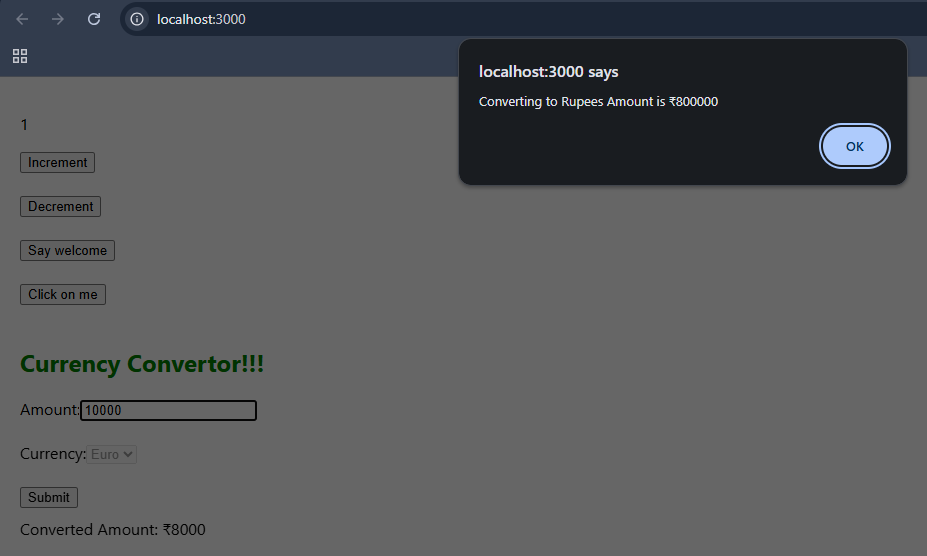 localhost:3000
localhost:3000 says
Converting to Rupees Amount is ₹800000
OK
1
Increment
Decrement
Say welcome
Click on me
Currency Convertor!!!
Amount:10000
Currency:Euro
Submit
Converted Amount: ₹8000